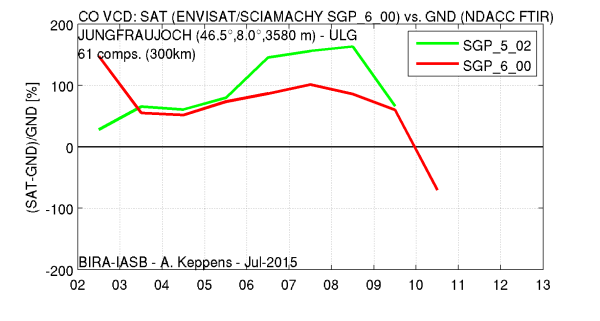 CO VCD: SAT (ENVISAT/SCIAMACHY SGP_6_00) vs. GND (NDACC FTIR)
200
JUNGFRAUJOCH (46.5°,8.0°,3580 m) - ULG
61 comps. (300km)
SGP_5_02
SGP_6_00
100
0
-100
-200
(SAT-GND)/GND [%]
BIRA-IASB - A. Keppens - Jul-2015
02 03 04 05 06 07 08 09 10 11 12 13